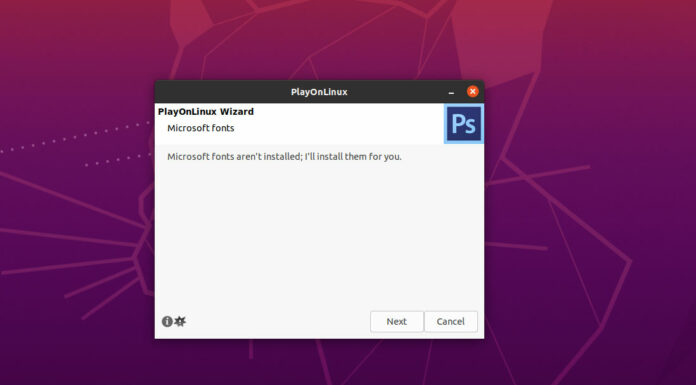 PlayOnLinux
PlayOnLinux Wizard
Microsoft fonts
Ps
Microsoft fonts aren't installed; I'll install them for you.
Next
Cancel